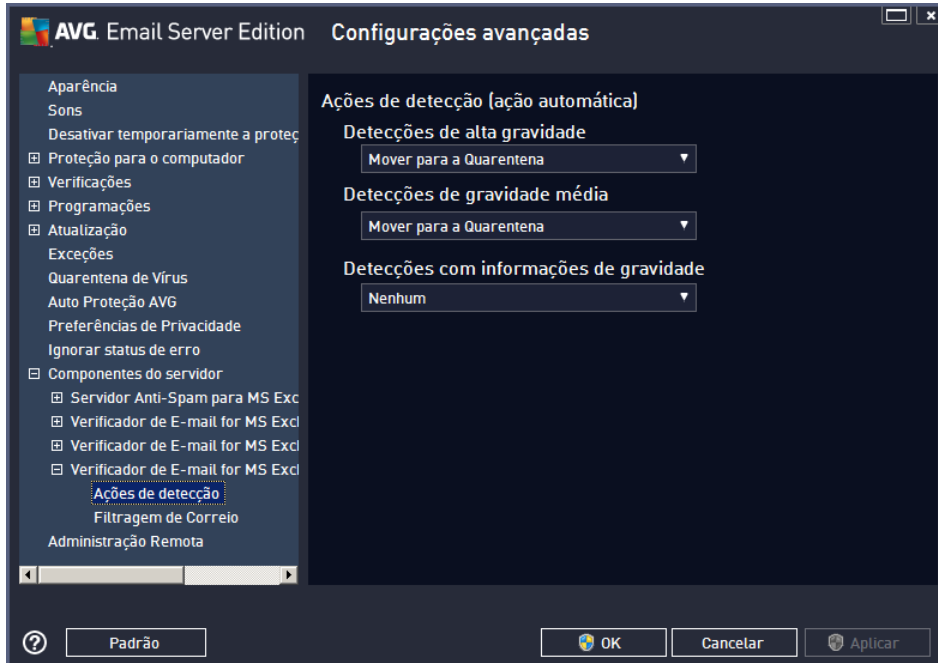 AVG. Email Server Edition Configurações avançadas
Aparência
Sons
Desativar temporariamente a proteç
Proteção para o computador
Verificações
Programações
Atualização
Exceções
Quarentena de Vírus
Auto Proteção AVG
Preferências de Privacidade
Ignorar status de erro
Componentes do servidor
Servidor Anti-Spam para MS Exc
Verificador de E-mail for MS Excl
Verificador de E-mail for MS Excl
Verificador de E-mail for MS Excl
Ações de detecção
Filtragem de Correio
Administração Remota
Ações de detecção (ação automática)
Detecções de alta gravidade
Mover para a Quarentena
Detecções de gravidade média
Mover para a Quarentena
Detecções com informações de gravidade
Nenhum
?
Padrão
OK
Cancelar
Aplicar